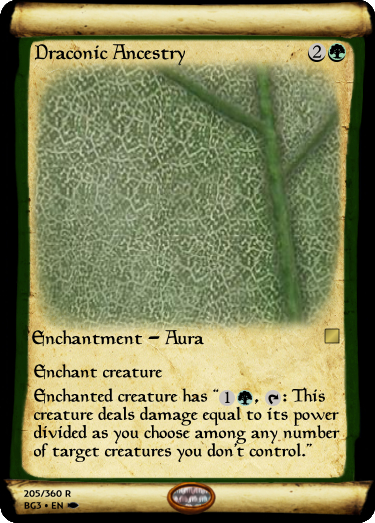 Draconic Ancestry 2
Enchantment – Aura
Enchant creature
Enchanted creature has “1 , : This
creature deals damage equal to its power
divided as you choose among any number
of target creatures you don’t control.”
205/360 R
BG3 • EN